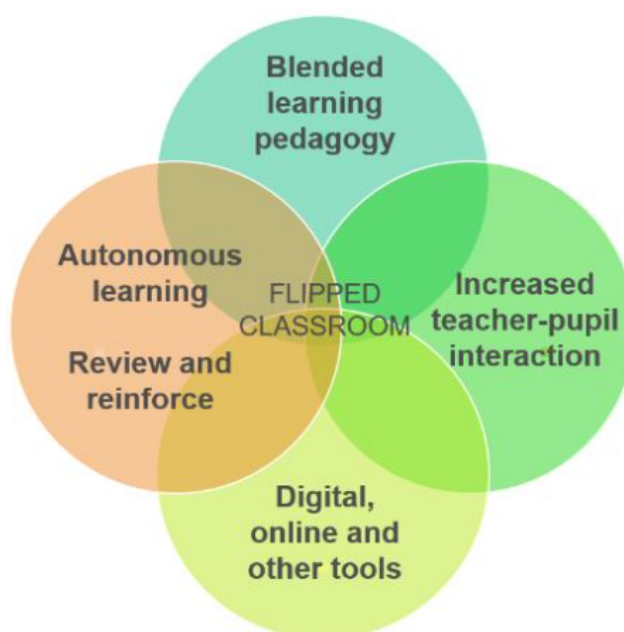 Blended
learning
pedagogy
Autonomous
learning
Review and
reinforce
FLIPPED
CLASSROOM
Increased
teacher-pupil
interaction
Digital,
online and
other tools